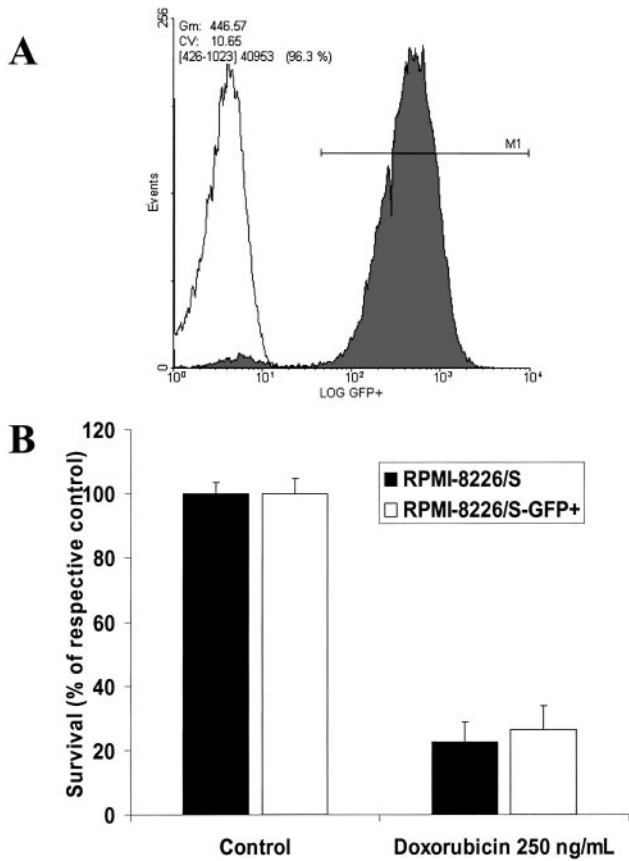 A
256
Gm: 446.57
CV: 10.65
[426-1023] 40953 (96.3 %)
M1
Events
0
10⁰ 10¹ 10² 10³ 10⁴
LOG GFP+
B
Survival (% of respective control)
120
100
80
60
40
20
0
RPMI-8226/S
RPMI-8226/S-GFP+
Control Doxorubicin 250 ng/mL